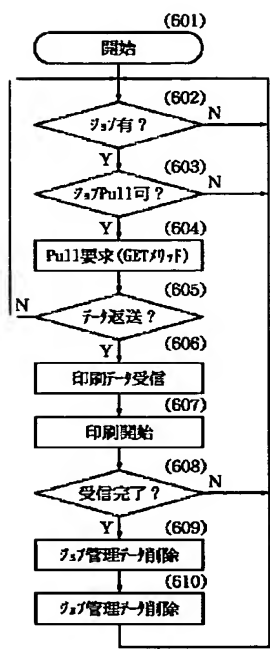 (601)
開始
(602)
ジョブ有？
N
Y
(603)
ジョブPull可？
N
Y
(604)
Pull要求(GETメソッド)
(605)
データ返送？
N
Y
(606)
印刷データ受信
(607)
印刷開始
(608)
受信完了？
N
Y
(609)
ジョブ管理データ削除
(610)
ジョブ管理データ削除